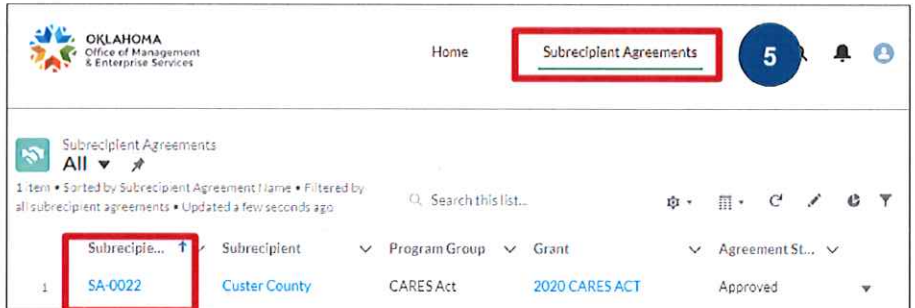 OKLAHOMA
Office of Management
& Enterprise Services
Home
Subrecipient Agreements
5
Subrecipient Agreements
All
1 item • Sorted by Subrecipient Agreement Name • Filtered by
all subrecipient agreements • Updated a few seconds ago
Search this list...
Subrecipie... Subrecipient Program Group Grant Agreement St...
1 SA-0022 Custer County CARES Act 2020 CARES ACT Approved